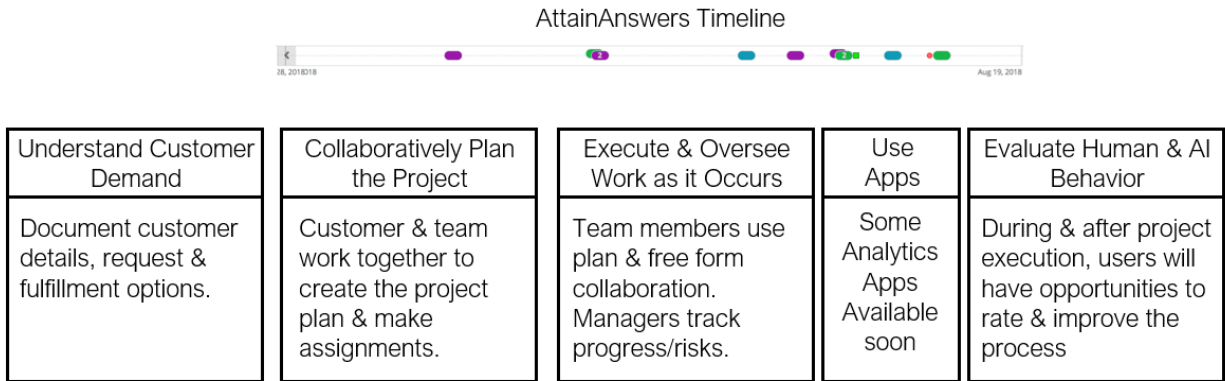 AttainAnswers Timeline
2
2
28, 2018018
Aug 19, 2018
Understand Customer
Demand
Document customer
details, request &
fulfillment options.
Collaboratively Plan
the Project
Customer & team
work together to
create the project
plan & make
assignments.
Execute & Oversee
Work as it Occurs
Team members use
plan & free form
collaboration.
Managers track
progress/risks.
Use
Apps
Some
Analytics
Apps
Available
soon
Evaluate Human & AI
Behavior
During & after project
execution, users will
have opportunities to
rate & improve the
process